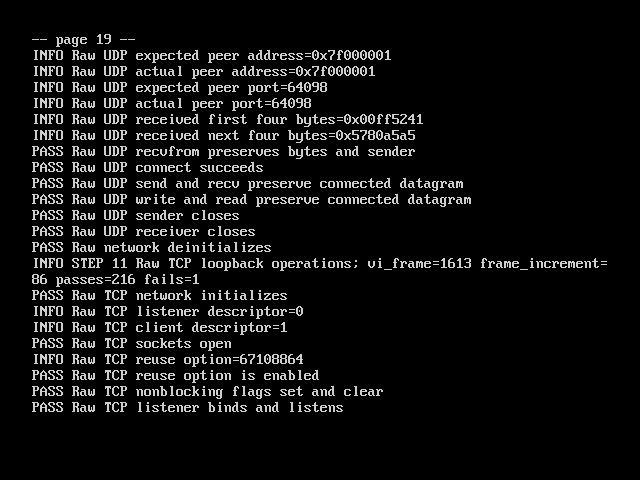 -- page 19 --
INFO Raw UDP expected peer address=0x7f000001
INFO Raw UDP actual peer address=0x7f000001
INFO Raw UDP expected peer port=64098
INFO Raw UDP actual peer port=64098
INFO Raw UDP received first four bytes=0x00ff5241
INFO Raw UDP received next four bytes=0x5780a5a5
PASS Raw UDP recvfrom preserves bytes and sender
PASS Raw UDP connect succeeds
PASS Raw UDP send and recv preserve connected datagram
PASS Raw UDP write and read preserve connected datagram
PASS Raw UDP sender closes
PASS Raw UDP receiver closes
PASS Raw network deinitializes
INFO STEP 11 Raw TCP loopback operations; vi_frame=1613 frame_increment=
86 passes=216 fails=1
PASS Raw TCP network initializes
INFO Raw TCP listener descriptor=0
INFO Raw TCP client descriptor=1
PASS Raw TCP sockets open
INFO Raw TCP reuse option=67108864
PASS Raw TCP reuse option is enabled
PASS Raw TCP nonblocking flags set and clear
PASS Raw TCP listener binds and listens